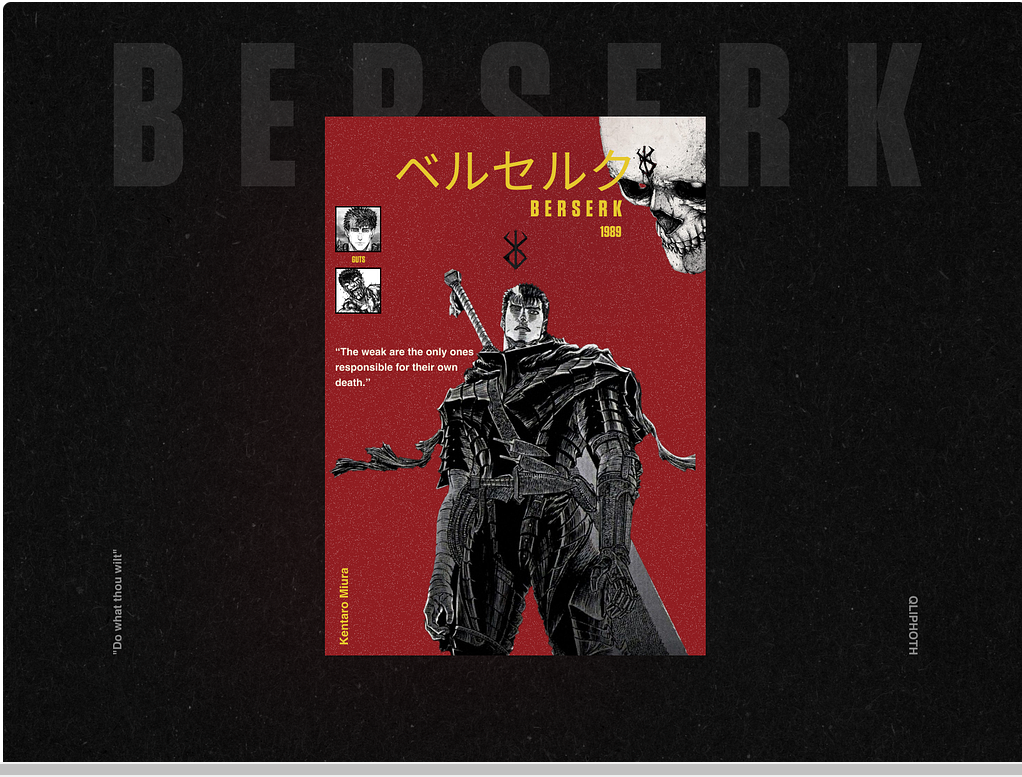 BERSERK
ベルセルク
BERSERK
1989
GUTS
"The weak are the only ones
responsible for their own
death."
Kentaro Miura
"Do what thou wilt"
QLIPHOTH